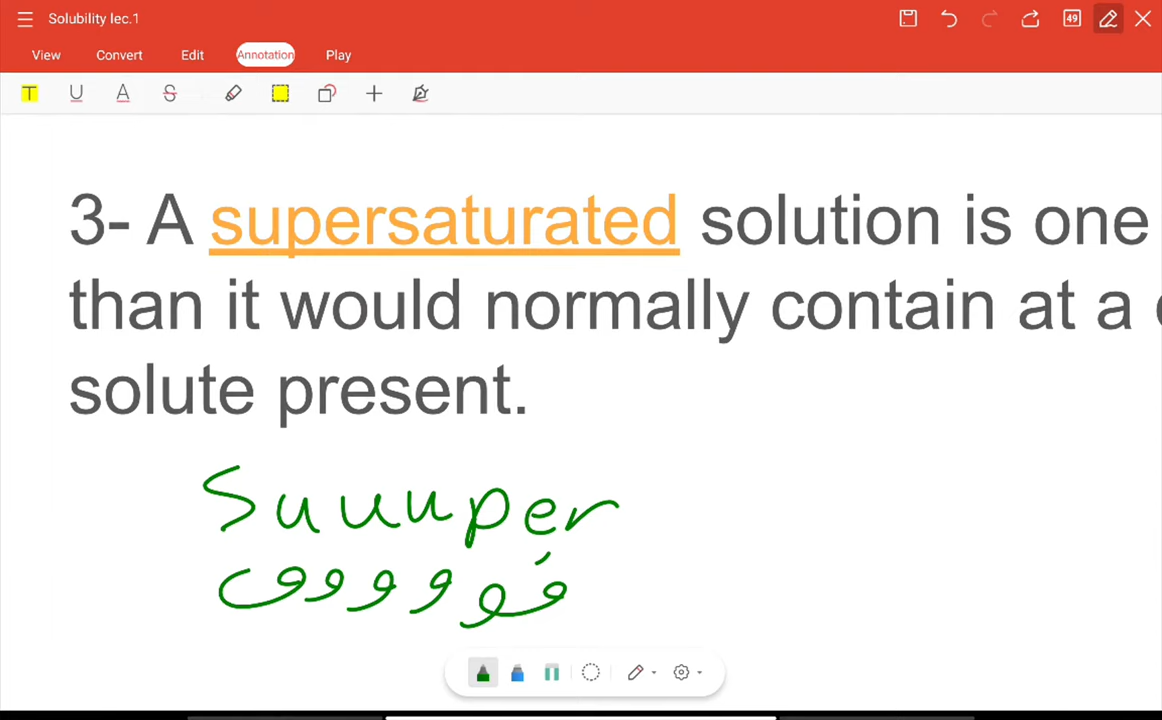 Solubility lec.1
49
View Convert Edit Annotation Play
T U A S
3- A supersaturated solution is one
than it would normally contain at a
solute present.
Suuuper
فوووووق